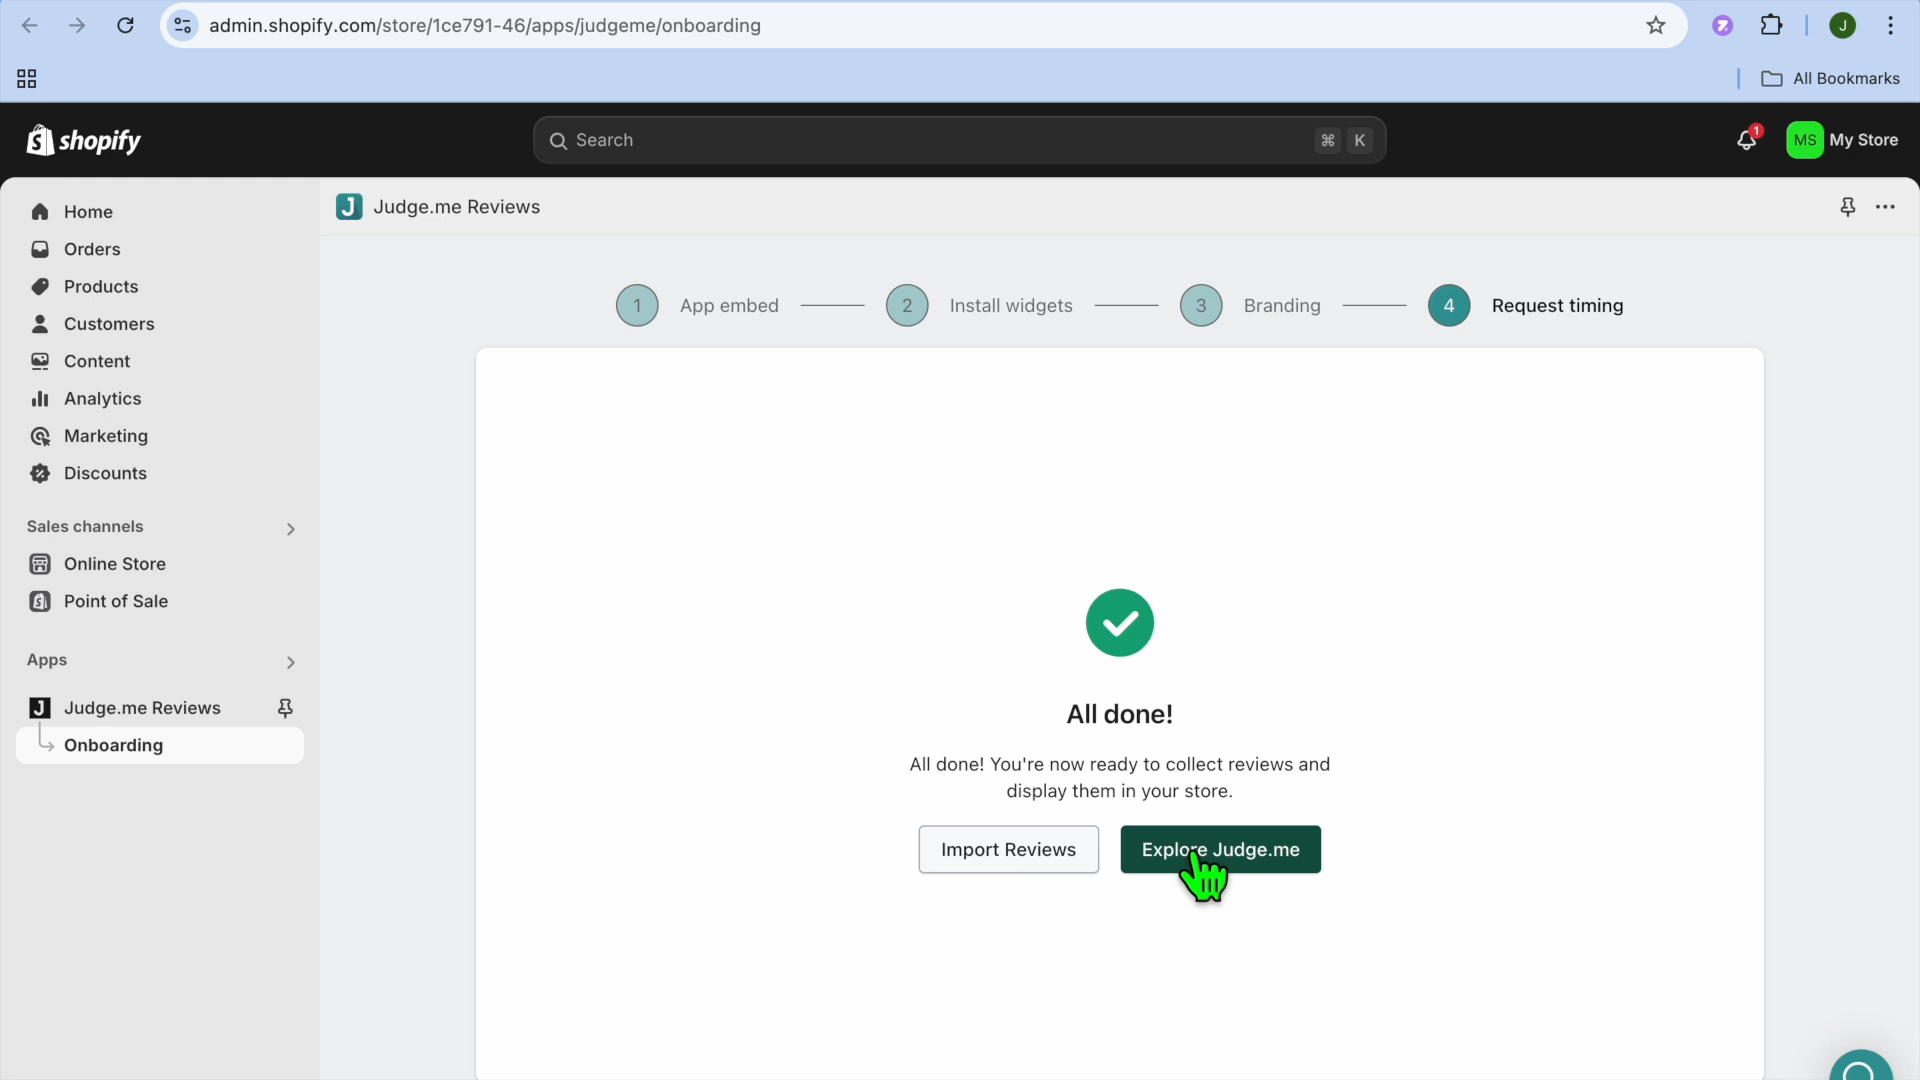 admin.shopify.com/store/1ce791-46/apps/judgeme/onboarding
J
All Bookmarks
shopify
Search
⌘ K
1
MS My Store
Home
Orders
Products
Customers
Content
Analytics
Marketing
Discounts
Sales channels
Online Store
Point of Sale
Apps
J Judge.me Reviews
Onboarding
J Judge.me Reviews
1 App embed
2 Install widgets
3 Branding
4 Request timing
All done!
All done! You're now ready to collect reviews and
display them in your store.
Import Reviews
Explore Judge.me